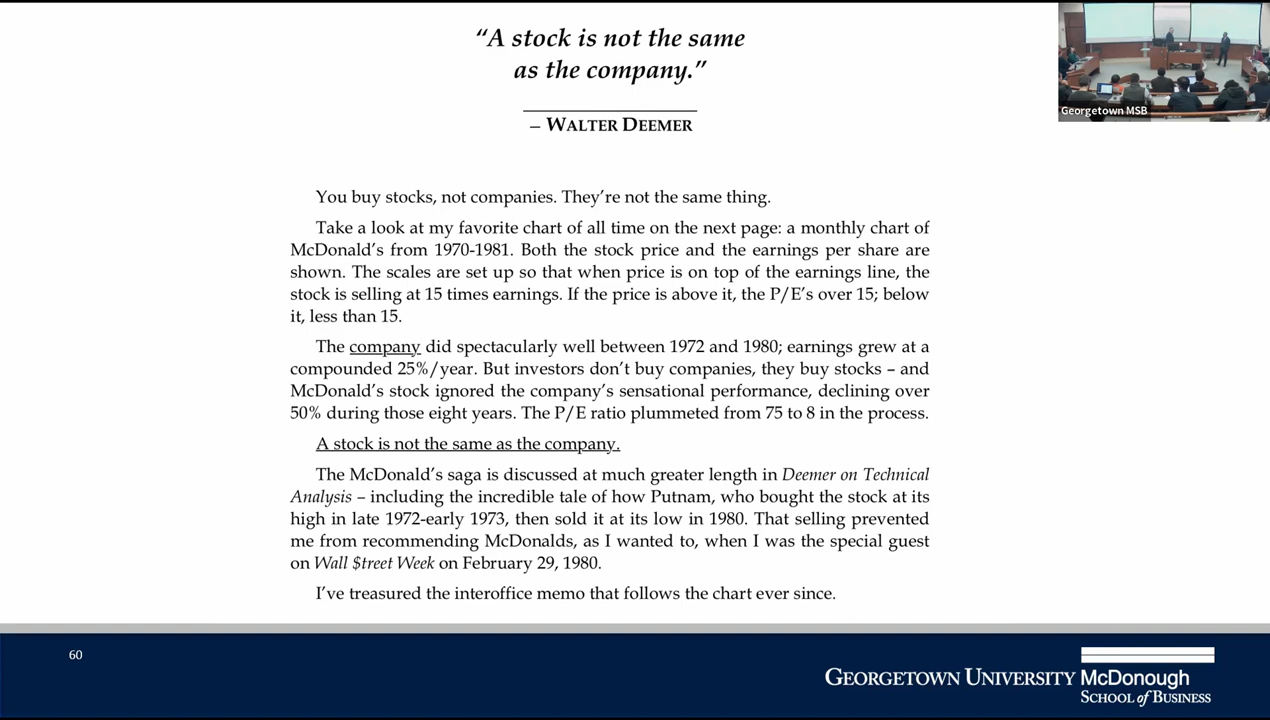 “A stock is not the same
as the company.”
– WALTER DEEMER
Georgetown MSB
You buy stocks, not companies. They’re not the same thing.
Take a look at my favorite chart of all time on the next page: a monthly chart of
McDonald’s from 1970-1981. Both the stock price and the earnings per share are
shown. The scales are set up so that when price is on top of the earnings line, the
stock is selling at 15 times earnings. If the price is above it, the P/E’s over 15; below
it, less than 15.
The company did spectacularly well between 1972 and 1980; earnings grew at a
compounded 25%/year. But investors don’t buy companies, they buy stocks – and
McDonald’s stock ignored the company’s sensational performance, declining over
50% during those eight years. The P/E ratio plummeted from 75 to 8 in the process.
A stock is not the same as the company.
The McDonald’s saga is discussed at much greater length in Deemer on Technical
Analysis – including the incredible tale of how Putnam, who bought the stock at its
high in late 1972-early 1973, then sold it at its low in 1980. That selling prevented
me from recommending McDonalds, as I wanted to, when I was the special guest
on Wall $treet Week on February 29, 1980.
I’ve treasured the interoffice memo that follows the chart ever since.
60
GEORGETOWN UNIVERSITY McDonough
SCHOOL of BUSINESS